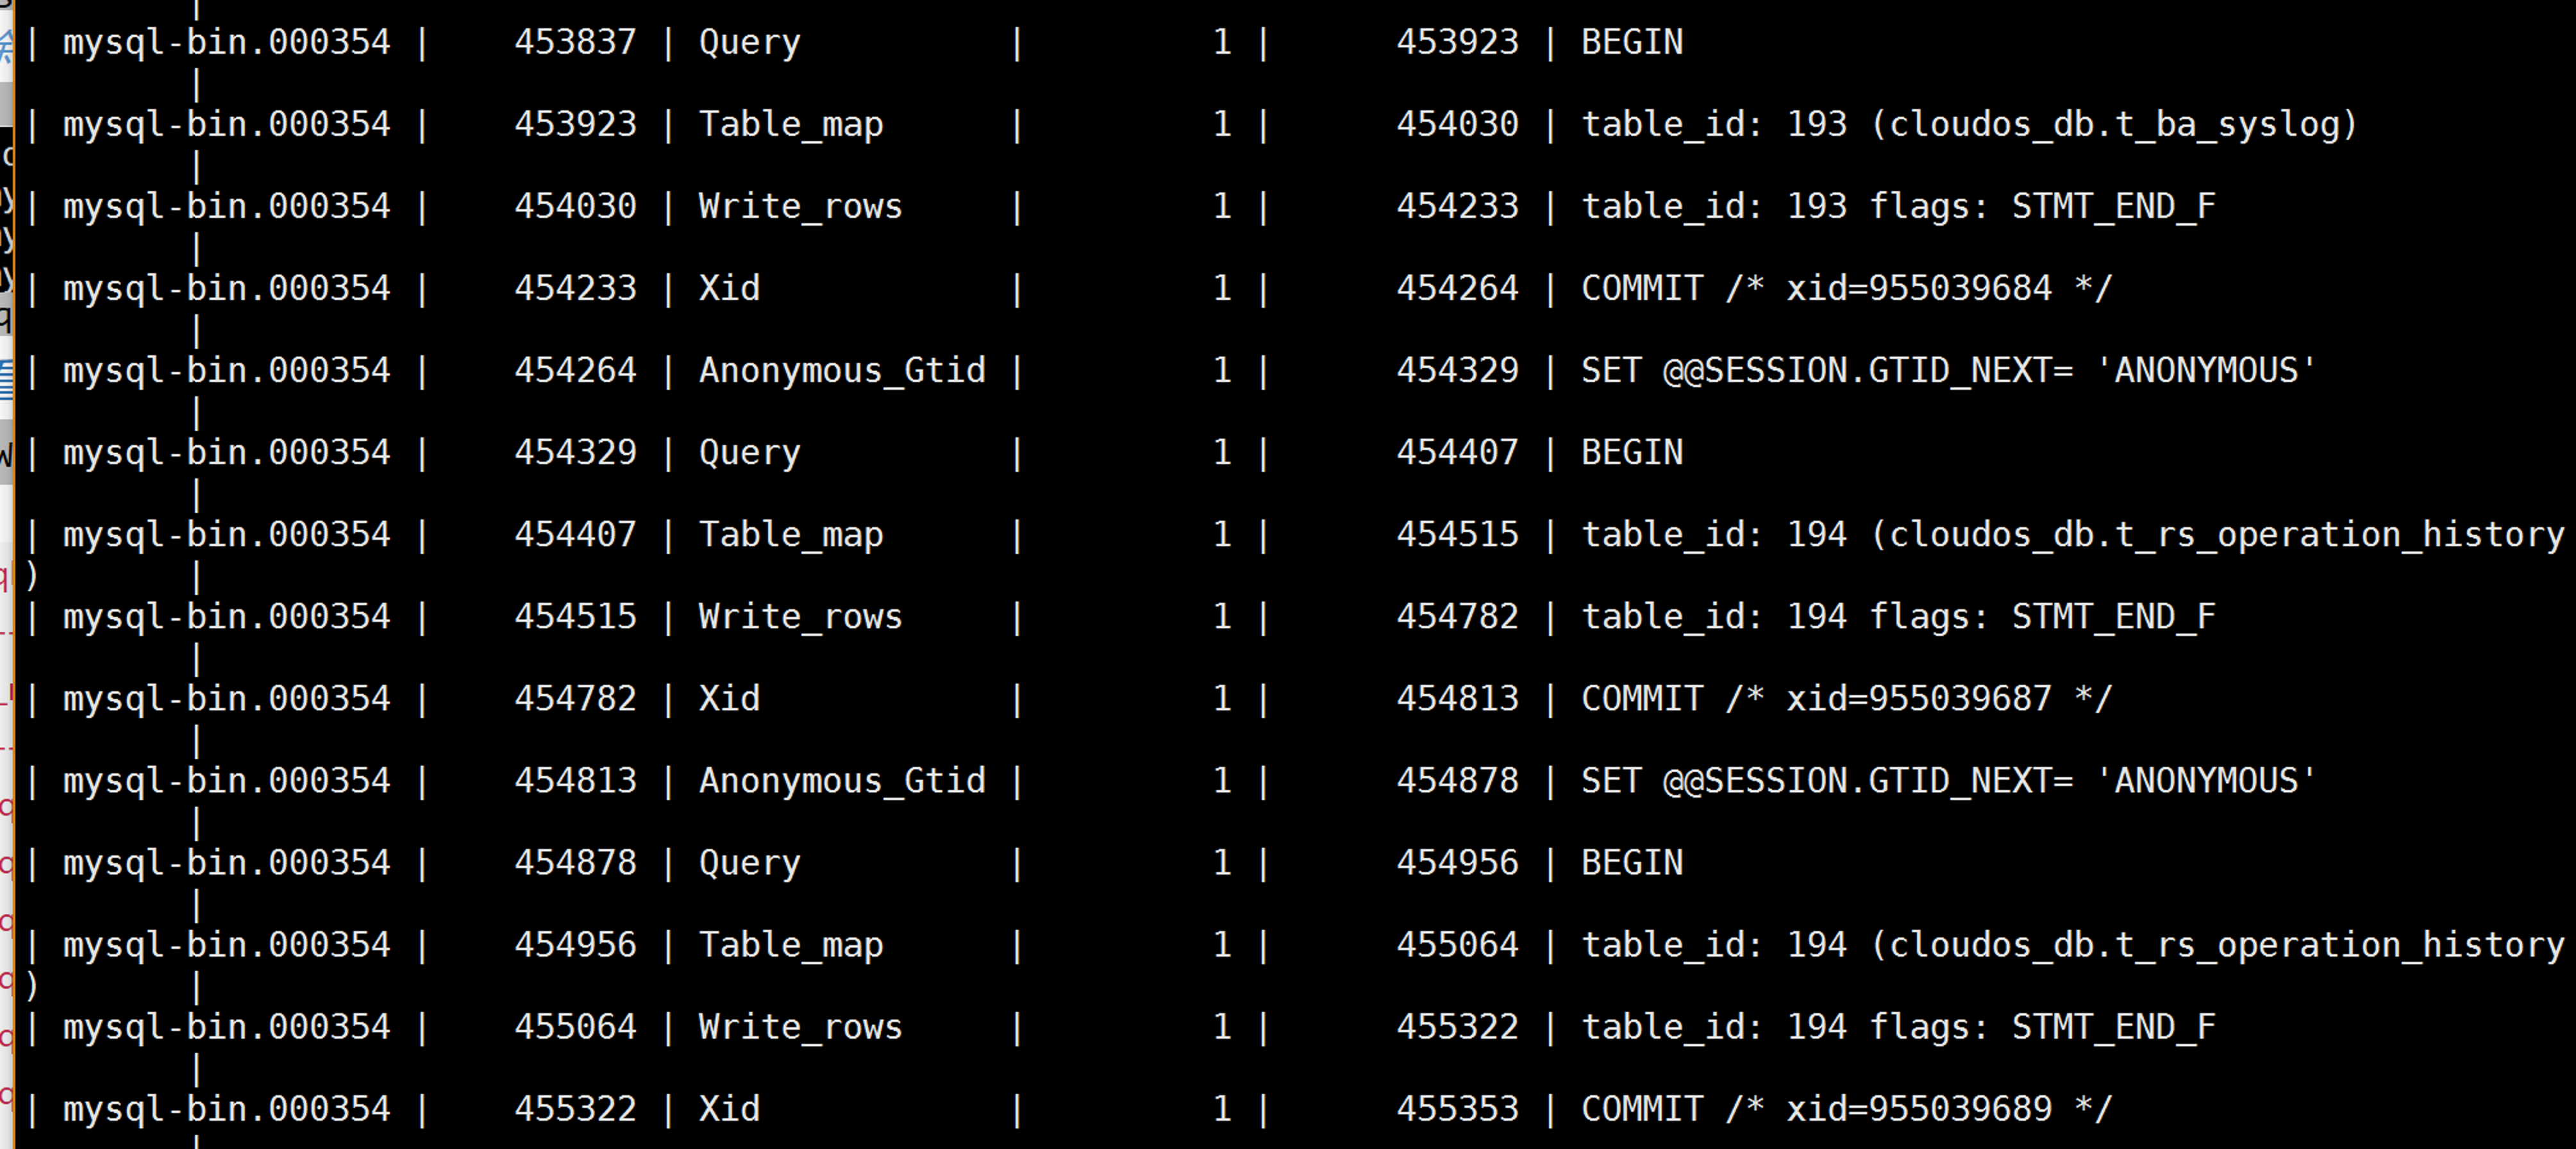 |
| mysql-bin.000354 |    453837 | Query          |         1 |      453923 | BEGIN
|
| mysql-bin.000354 |    453923 | Table_map      |         1 |      454030 | table_id: 193 (cloudos_db.t_ba_syslog)
|
| mysql-bin.000354 |    454030 | Write_rows     |         1 |      454233 | table_id: 193 flags: STMT_END_F
|
| mysql-bin.000354 |    454233 | Xid            |         1 |      454264 | COMMIT /* xid=955039684 */
|
| mysql-bin.000354 |    454264 | Anonymous_Gtid |         1 |      454329 | SET @@SESSION.GTID_NEXT= 'ANONYMOUS'
|
| mysql-bin.000354 |    454329 | Query          |         1 |      454407 | BEGIN
|
| mysql-bin.000354 |    454407 | Table_map      |         1 |      454515 | table_id: 194 (cloudos_db.t_rs_operation_history
)       |
| mysql-bin.000354 |    454515 | Write_rows     |         1 |      454782 | table_id: 194 flags: STMT_END_F
|
| mysql-bin.000354 |    454782 | Xid            |         1 |      454813 | COMMIT /* xid=955039687 */
|
| mysql-bin.000354 |    454813 | Anonymous_Gtid |         1 |      454878 | SET @@SESSION.GTID_NEXT= 'ANONYMOUS'
|
| mysql-bin.000354 |    454878 | Query          |         1 |      454956 | BEGIN
|
| mysql-bin.000354 |    454956 | Table_map      |         1 |      455064 | table_id: 194 (cloudos_db.t_rs_operation_history
)       |
| mysql-bin.000354 |    455064 | Write_rows     |         1 |      455322 | table_id: 194 flags: STMT_END_F
|
| mysql-bin.000354 |    455322 | Xid            |         1 |      455353 | COMMIT /* xid=955039689 */
|